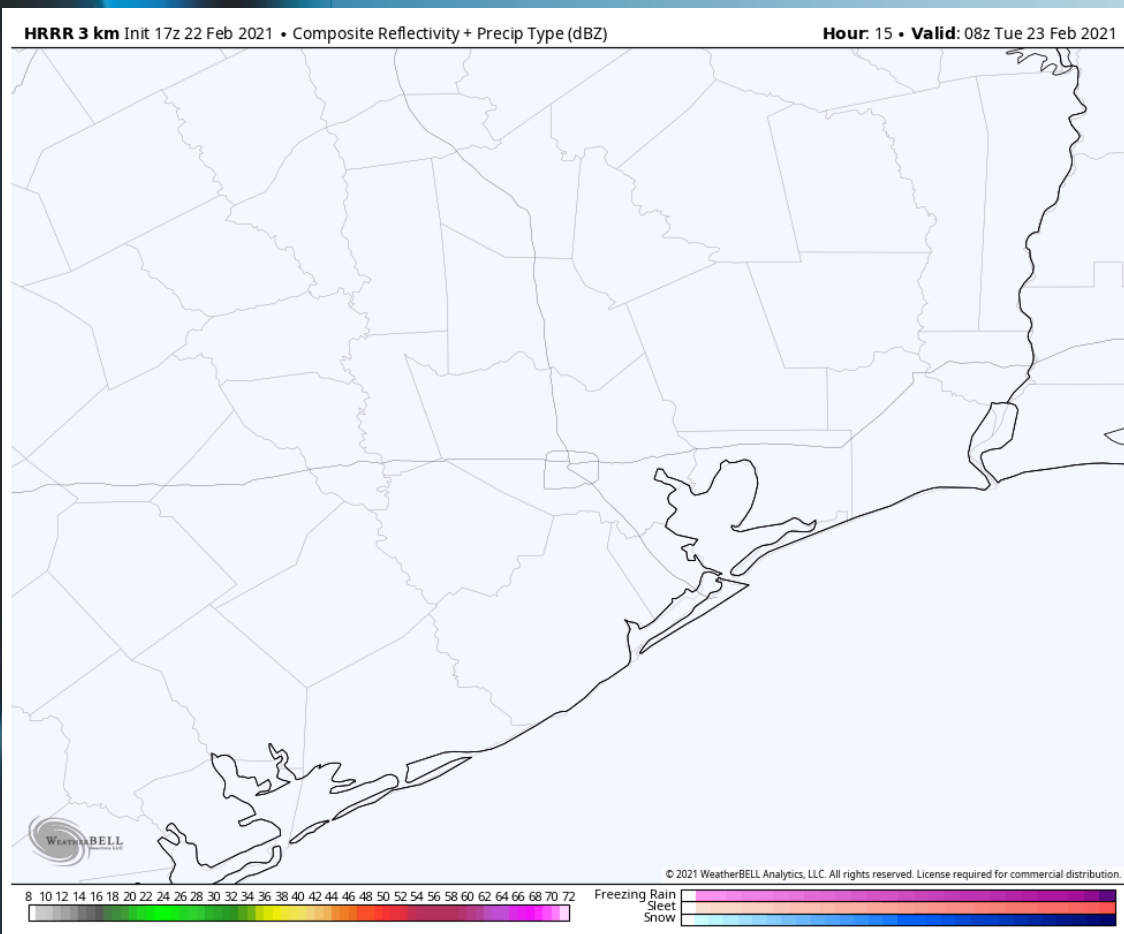 HRRR 3 km Init 17z 22 Feb 2021 • Composite Reflectivity + Precip Type (dBZ)
Hour: 15 • Valid: 08z Tue 23 Feb 2021
WEATHERBELL
Analytics LLC
© 2021 WeatherBELL Analytics, LLC. All rights reserved. License required for commercial distribution.
8 10 12 14 16 18 20 22 24 26 28 30 32 34 36 38 40 42 44 46 48 50 52 54 56 58 60 62 64 66 68 70 72
Freezing Rain
Sleet
Snow